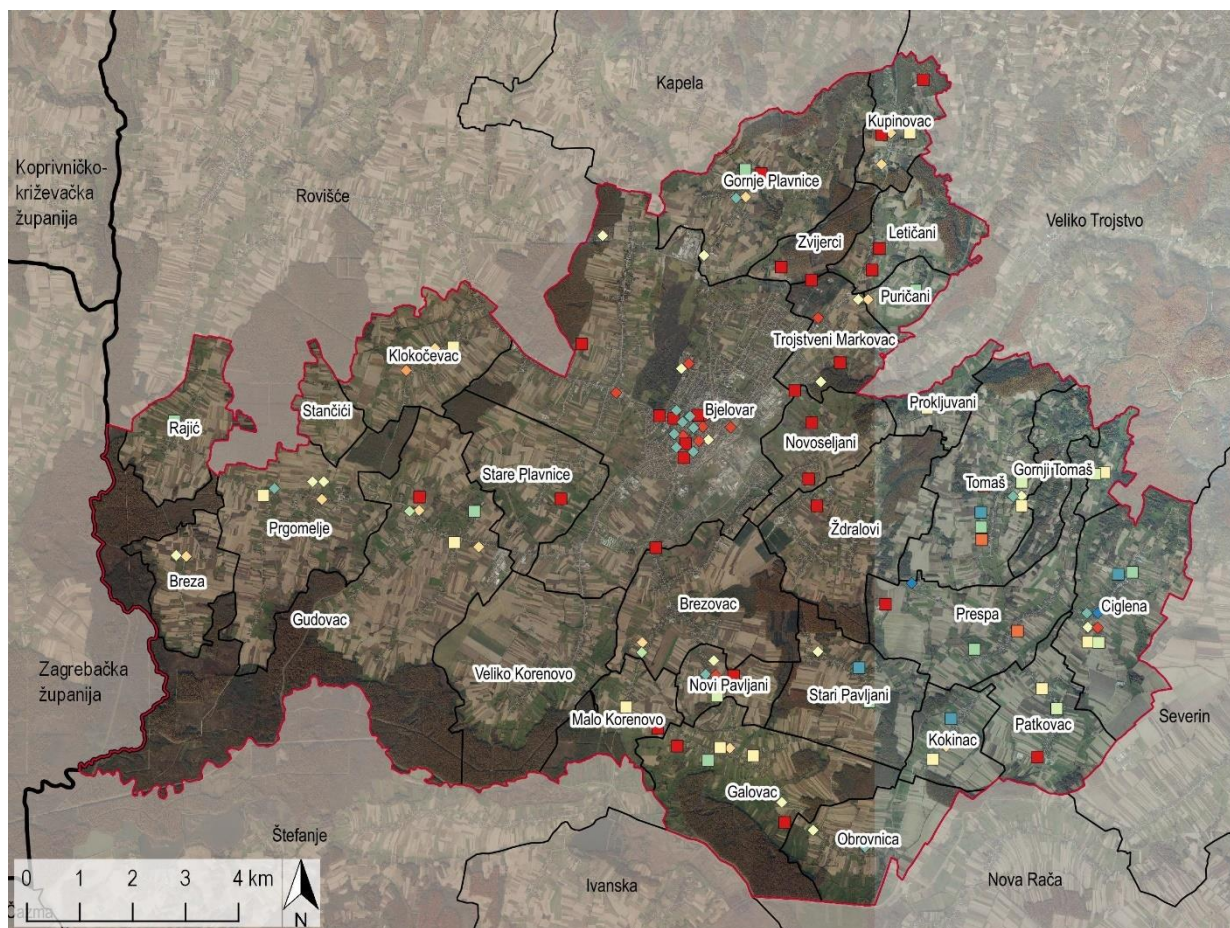 Kapela
Kupinovac
Koprivničko-
križevačka
županija
Rovišće
Gornje Plavnice
Veliko Trojstvo
Zvijerci
Letičani
Puričani
Trojstveni Markovac
Klokočevac
Stančići
Rajić
Bjelovar
Prokljuvani
Novoseljani
Stare Plavnice
Gornji Tomaš
Tomaš
Prgomelje
Ždralovi
Breza
Brezovac
Prespa
Ciglena
Gudovac
Zagrebačka
županija
Veliko Korenovo
Novi Pavljani
Stari Pavljani
Malo Korenovo
Patkovac
Severin
Kokinac
Galovac
Štefanje
Obrovnica
Ivanska
Nova Rača
0 1 2 3 4 km
N
Čazma